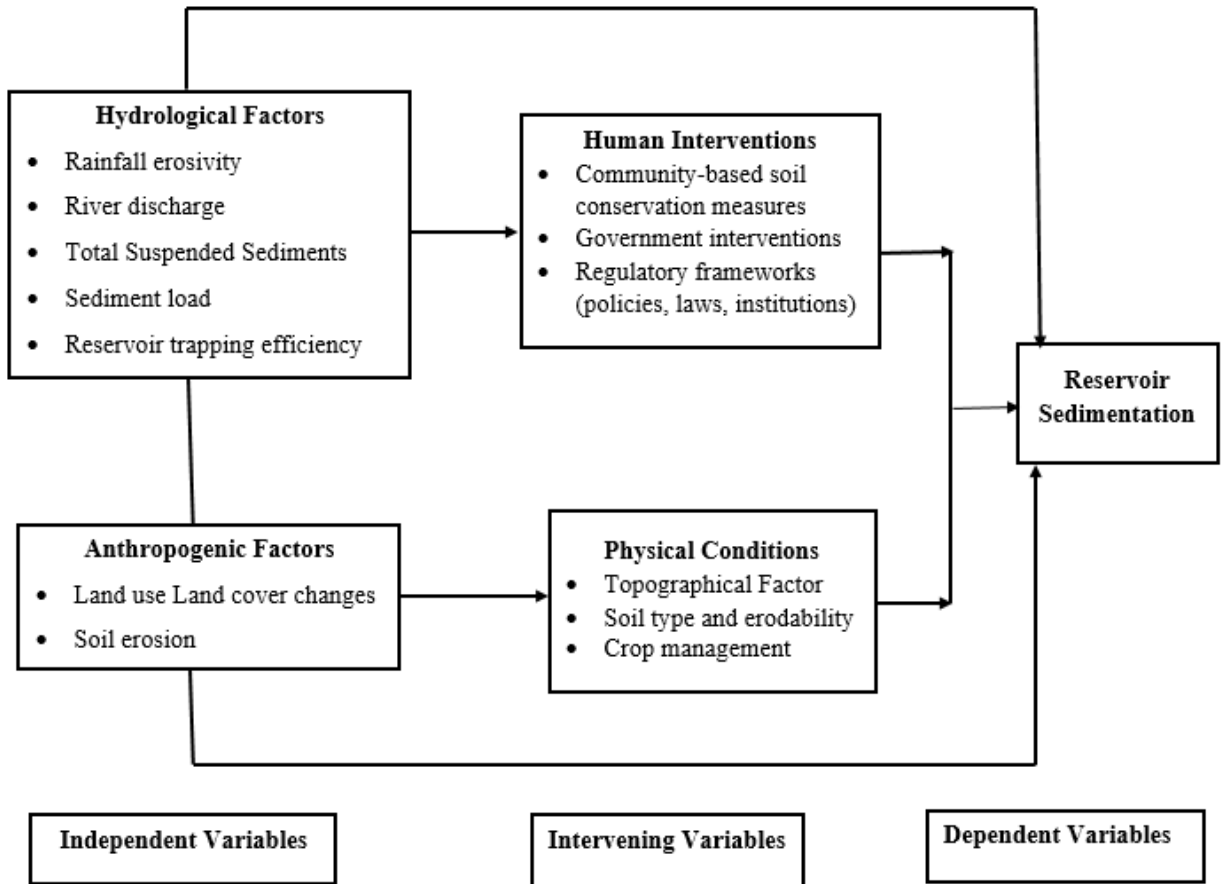 Hydrological Factors
• Rainfall erosivity
• River discharge
• Total Suspended Sediments
• Sediment load
• Reservoir trapping efficiency
Human Interventions
• Community-based soil
conservation measures
• Government interventions
• Regulatory frameworks
(policies, laws, institutions)
Reservoir
Sedimentation
Anthropogenic Factors
• Land use Land cover changes
• Soil erosion
Physical Conditions
• Topographical Factor
• Soil type and erodability
• Crop management
Independent Variables
Intervening Variables
Dependent Variables